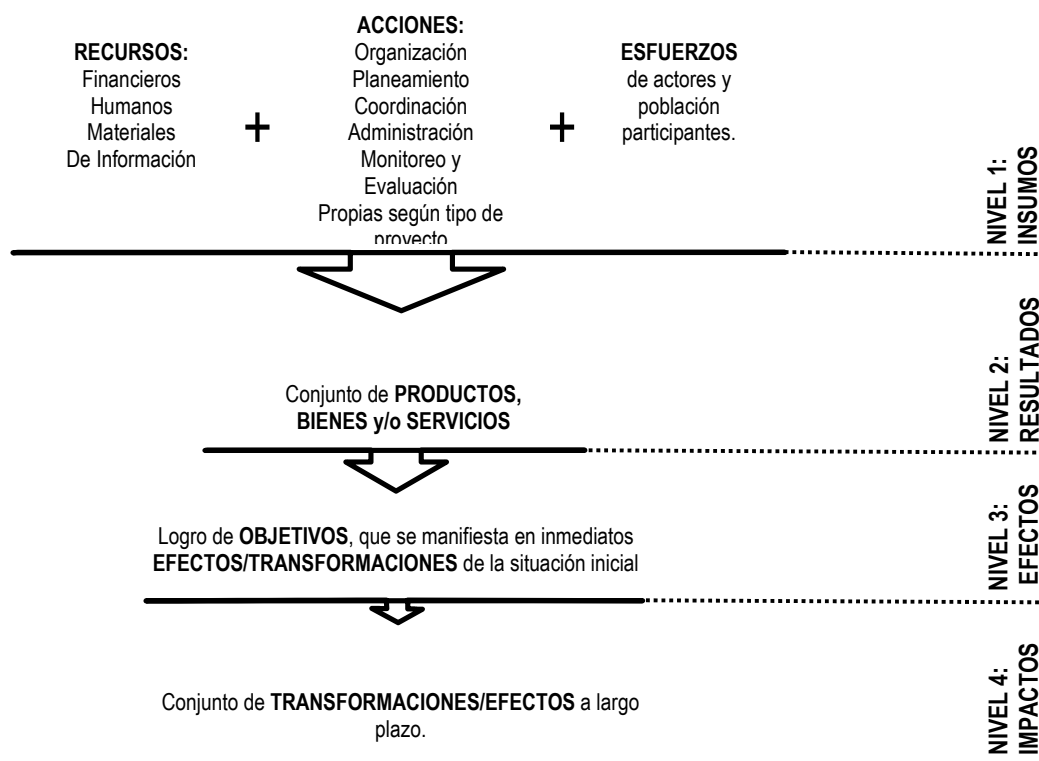 RECURSOS:
Financieros
Humanos
Materiales
De Información
+
ACCIONES:
Organización
Planeamiento
Coordinación
Administración
Monitoreo y
Evaluación
Propias según tipo de
proyecto
+
ESFUERZOS
de actores y
población
participantes.
NIVEL 1:
INSUMOS
Conjunto de PRODUCTOS,
BIENES y/o SERVICIOS
NIVEL 2:
RESULTADOS
Logro de OBJETIVOS, que se manifiesta en inmediatos
EFECTOS/TRANSFORMACIONES de la situación inicial
NIVEL 3:
EFECTOS
Conjunto de TRANSFORMACIONES/EFECTOS a largo
plazo.
NIVEL 4:
IMPACTOS